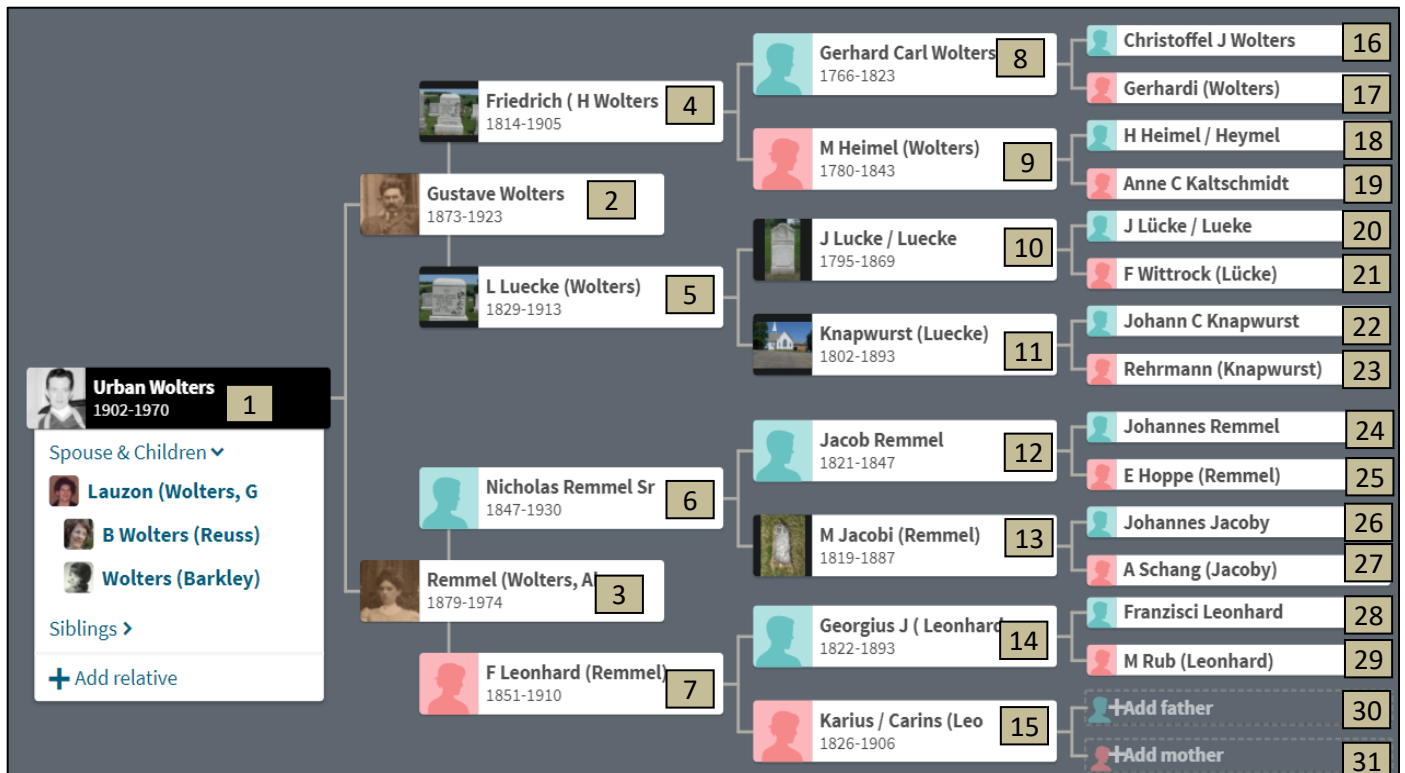 Urban Wolters
1902-1970
1
Spouse & Children
Lauzon (Wolters, G
B Wolters (Reuss)
Wolters (Barkley)
Siblings
Add relative
Gustave Wolters
1873-1923
2
Remmel (Wolters, Al
1879-1974
3
Friedrich ( H Wolters
1814-1905
4
L Luecke (Wolters)
1829-1913
5
Nicholas Remmel Sr
1847-1930
6
F Leonhard (Remmel)
1851-1910
7
Gerhard Carl Wolters
1766-1823
8
M Heimel (Wolters)
1780-1843
9
J Lucke / Luecke
1795-1869
10
Knapwurst (Luecke)
1802-1893
11
Jacob Remmel
1821-1847
12
M Jacobi (Remmel)
1819-1887
13
Georgius J ( Leonhard
1822-1893
14
Karius / Carins (Leo
1826-1906
15
Christoffel J Wolters
16
Gerhardi (Wolters)
17
H Heimel / Heymel
18
Anne C Kaltschmidt
19
J Lücke / Lueke
20
F Wittrock (Lücke)
21
Johann C Knapwurst
22
Rehrmann (Knapwurst)
23
Johannes Remmel
24
E Hoppe (Remmel)
25
Johannes Jacoby
26
A Schang (Jacoby)
27
Franzisci Leonhard
28
M Rub (Leonhard)
29
Add father
30
Add mother
31